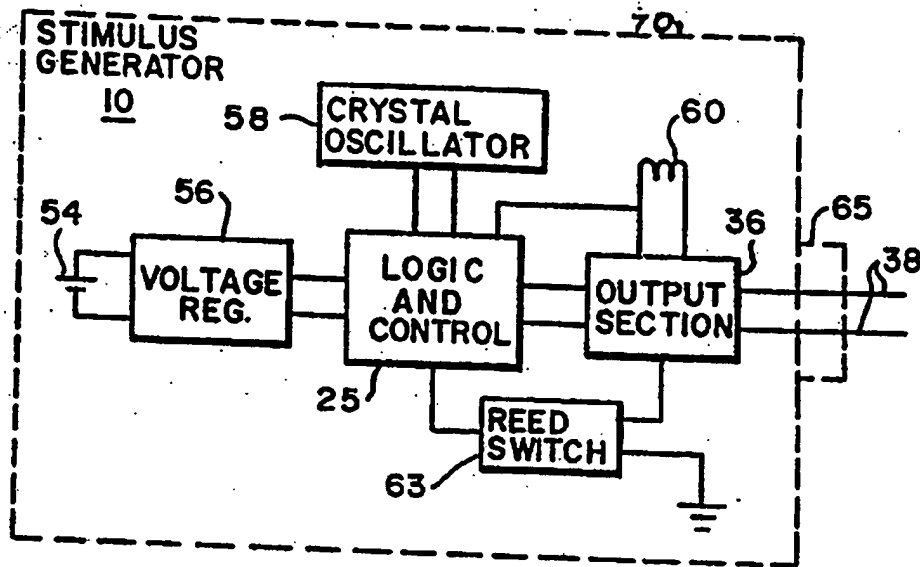 70
STIMULUS
GENERATOR
10
58
CRYSTAL
OSCILLATOR
60
54
56
36
65
38
VOLTAGE
REG.
LOGIC
AND
CONTROL
OUTPUT
SECTION
25
REED
SWITCH
63